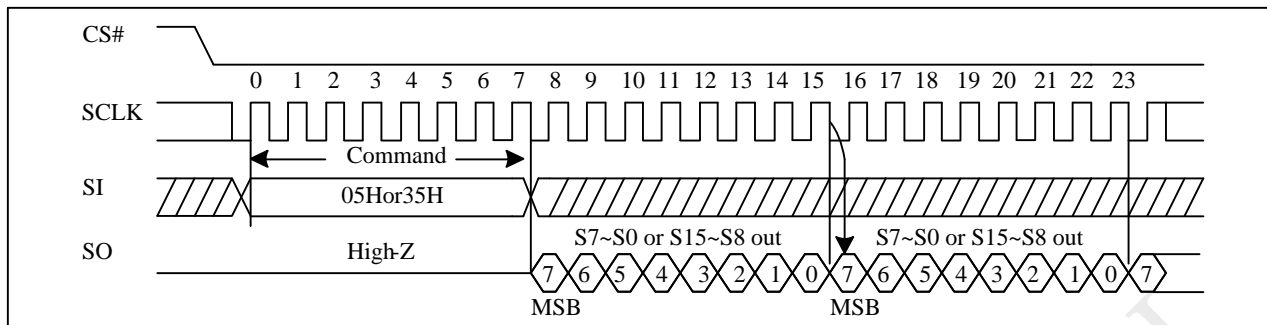 CS#
0 1 2 3 4 5 6 7 8 9 10 11 12 13 14 15 16 17 18 19 20 21 22 23
SCLK
Command
SI
05Hor35H
S7~S0 or S15~S8 out S7~S0 or S15~S8 out
SO
High-Z
7 6 5 4 3 2 1 0 7 6 5 4 3 2 1 0 7
MSB MSB